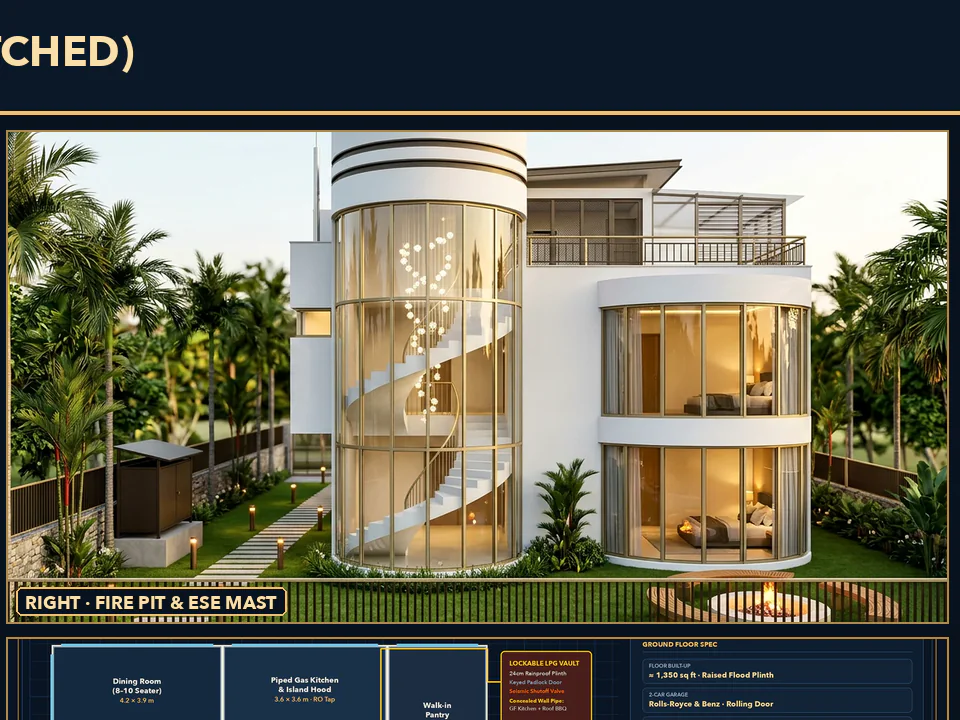 TCHED)
RIGHT · FIRE PIT & ESE MAST
Dining Room
(8–10 Seater)
4.2 × 3.9 m
Piped Gas Kitchen
& Island Hood
3.6 × 3.6 m · RO Tap
Walk-in
Pantry
LOCKABLE LPG VAULT
24cm Rainproof Plinth
Keyed Padlock Door
Seismic Shutoff Valve
Concealed Wall Pipe:
GF Kitchen + Roof BBQ
GROUND FLOOR SPEC
FLOOR BUILT-UP
≈ 1,350 sq ft · Raised Flood Plinth
2-CAR GARAGE
Rolls-Royce & Benz · Rolling Door